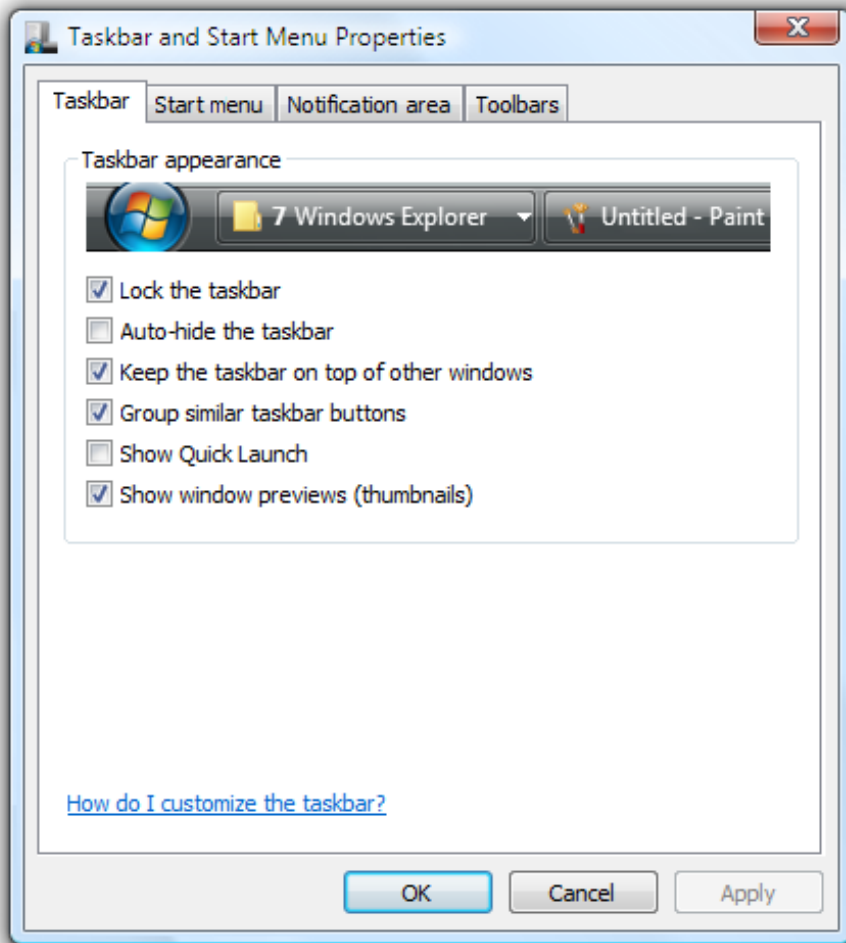 Taskbar and Start Menu Properties
Taskbar Start menu Notification area Toolbars
Taskbar appearance
7 Windows Explorer Untitled - Paint
Lock the taskbar
Auto-hide the taskbar
Keep the taskbar on top of other windows
Group similar taskbar buttons
Show Quick Launch
Show window previews (thumbnails)
How do I customize the taskbar?
OK Cancel Apply